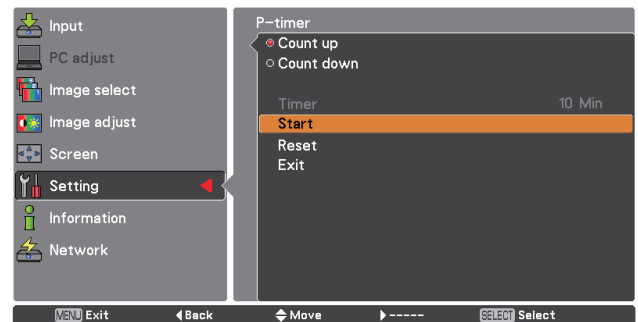 Input
PC adjust
Image select
Image adjust
Screen
Setting
Information
Network
P-timer
Count up
Count down
Timer 10 Min
Start
Reset
Exit
MENU Exit Back Move ----- SELECT Select